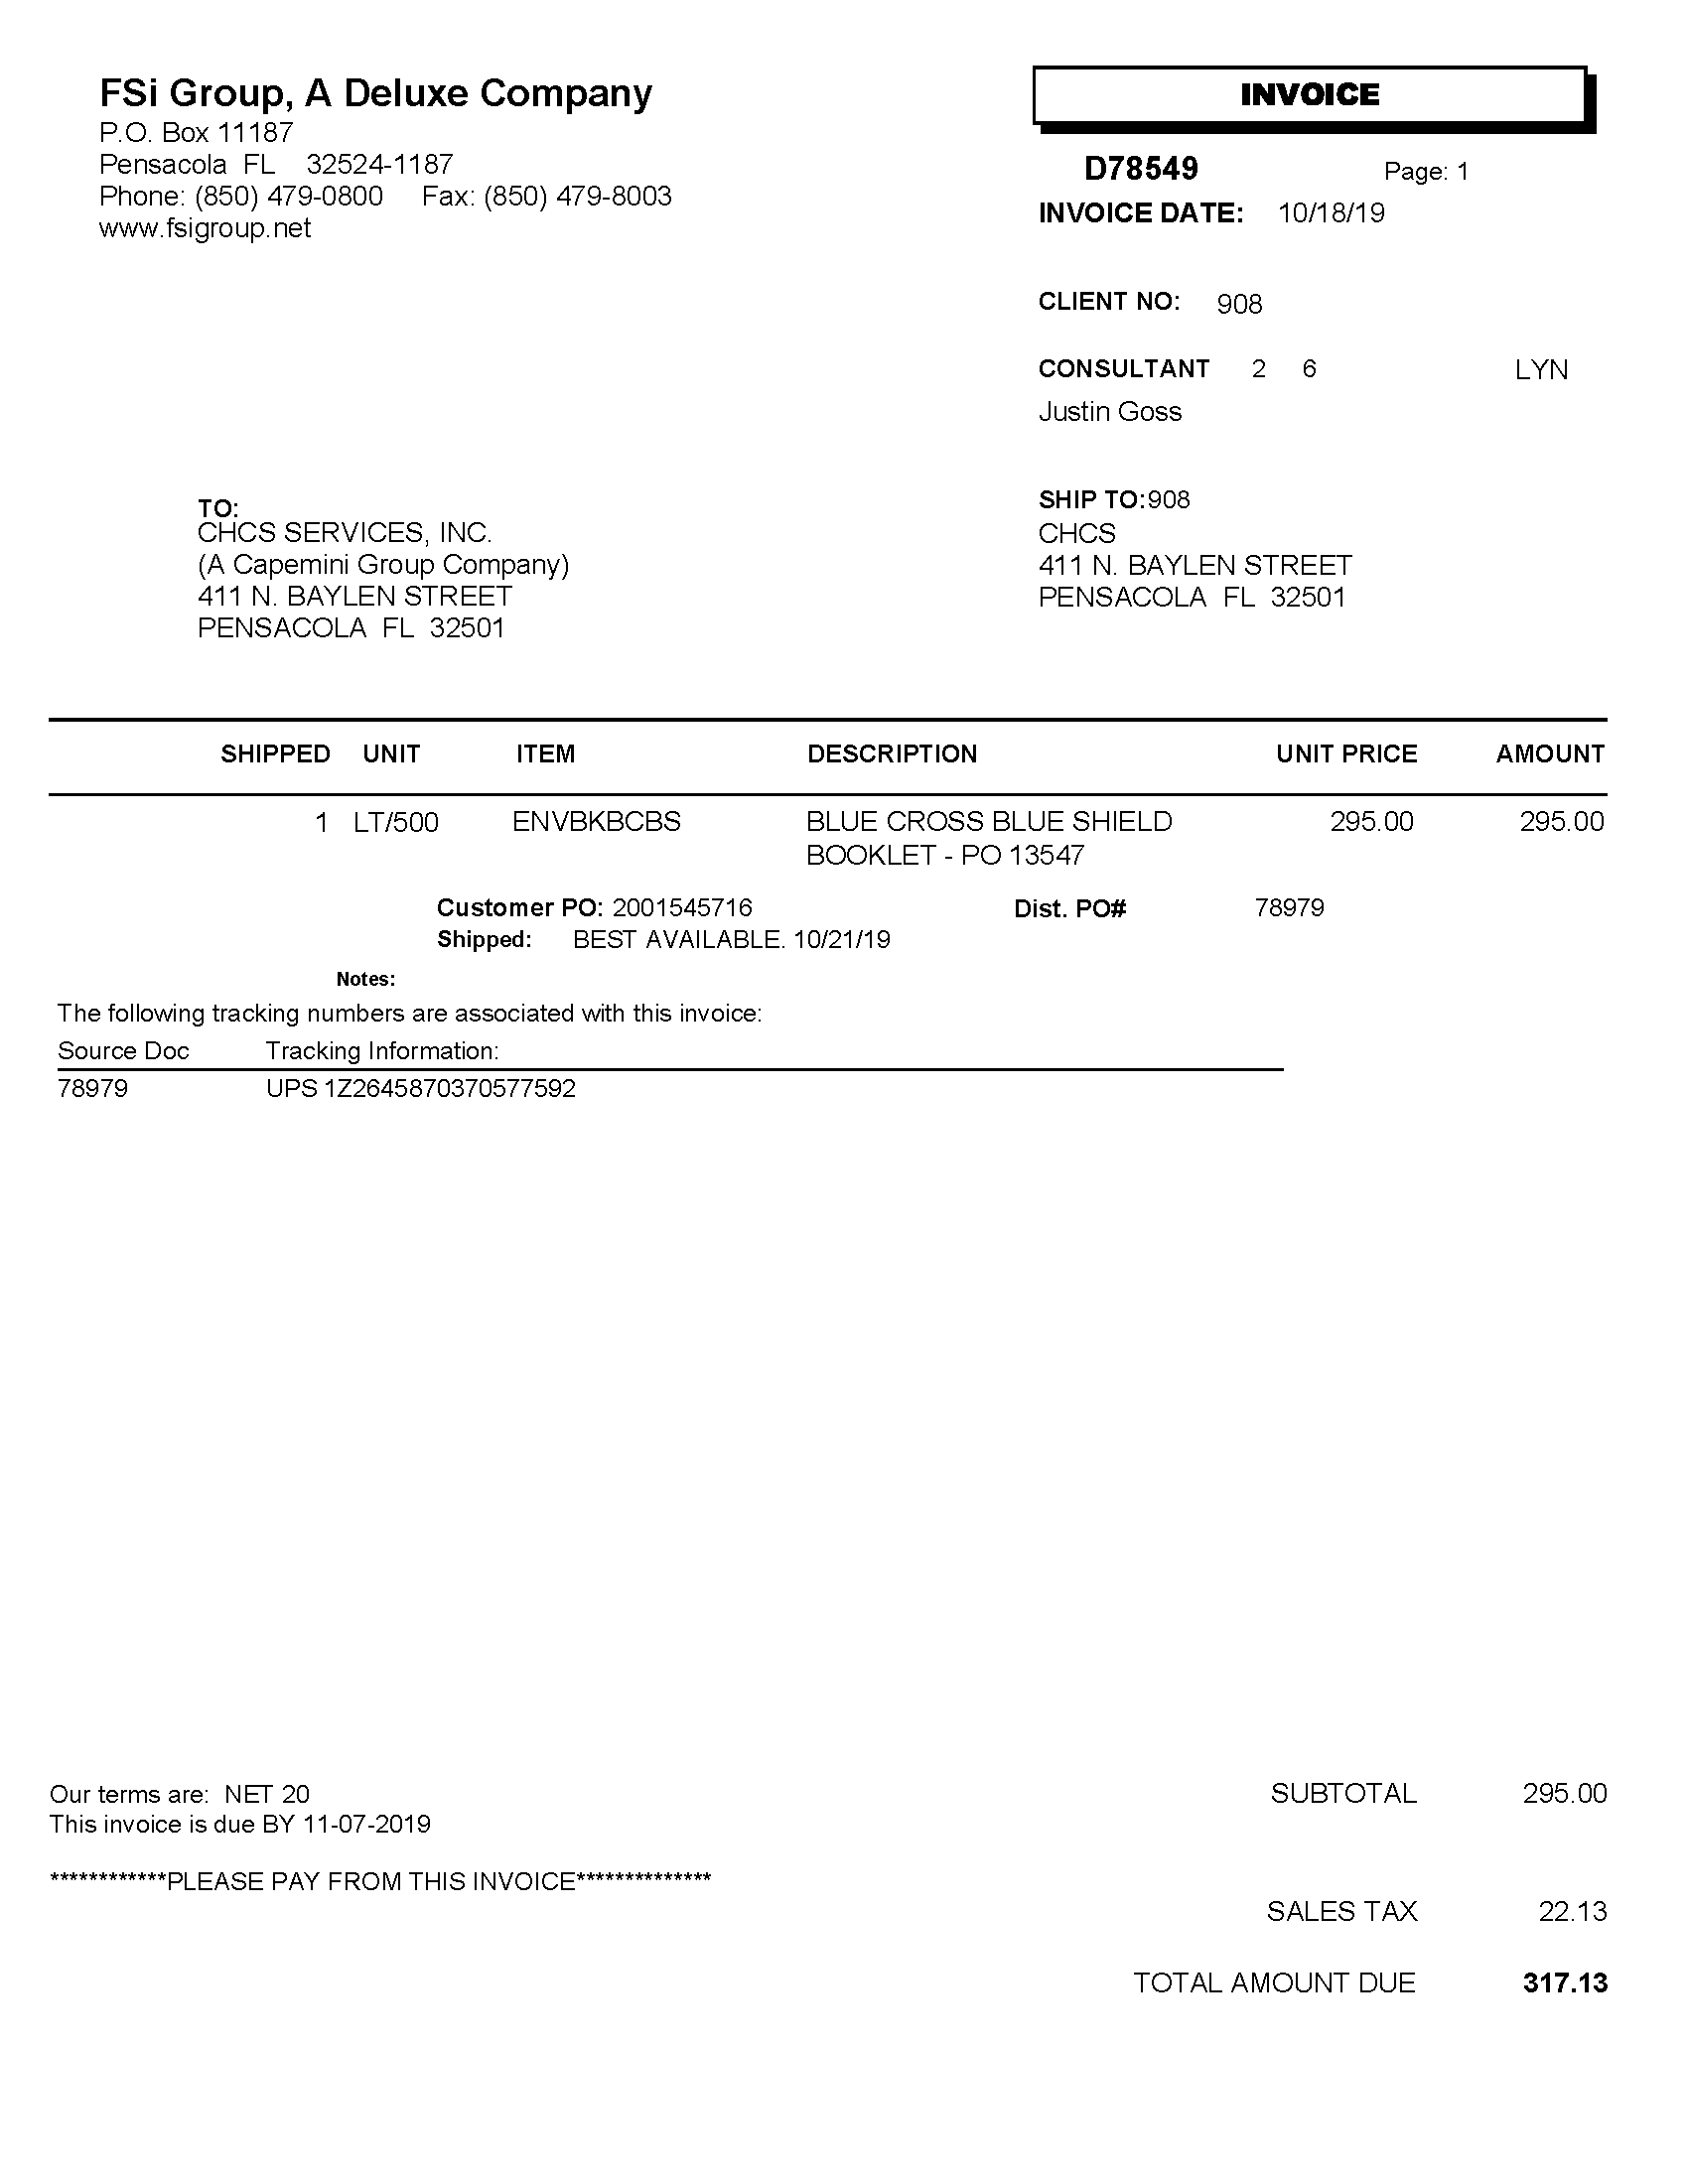 FSi Group, A Deluxe Company
P.O. Box 11187
Pensacola FL 32524-1187
Phone: (850) 479-0800 Fax: (850) 479-8003
www.fsigroup.net
INVOICE
D78549 Page: 1
INVOICE DATE: 10/18/19
CLIENT NO: 908
CONSULTANT 2 6 LYN
Justin Goss
TO:
CHCS SERVICES, INC.
(A Capemini Group Company)
411 N. BAYLEN STREET
PENSACOLA FL 32501
SHIP TO:908
CHCS
411 N. BAYLEN STREET
PENSACOLA FL 32501
SHIPPED UNIT ITEM DESCRIPTION UNIT PRICE AMOUNT
1 LT/500 ENVBKBCBS BLUE CROSS BLUE SHIELD 295.00 295.00
BOOKLET - PO 13547
Customer PO: 2001545716 Dist. PO# 78979
Shipped: BEST AVAILABLE. 10/21/19
Notes:
The following tracking numbers are associated with this invoice:
Source Doc Tracking Information:
78979 UPS 1Z2645870370577592
Our terms are: NET 20
This invoice is due BY 11-07-2019
************PLEASE PAY FROM THIS INVOICE**************
SUBTOTAL 295.00
SALES TAX 22.13
TOTAL AMOUNT DUE 317.13